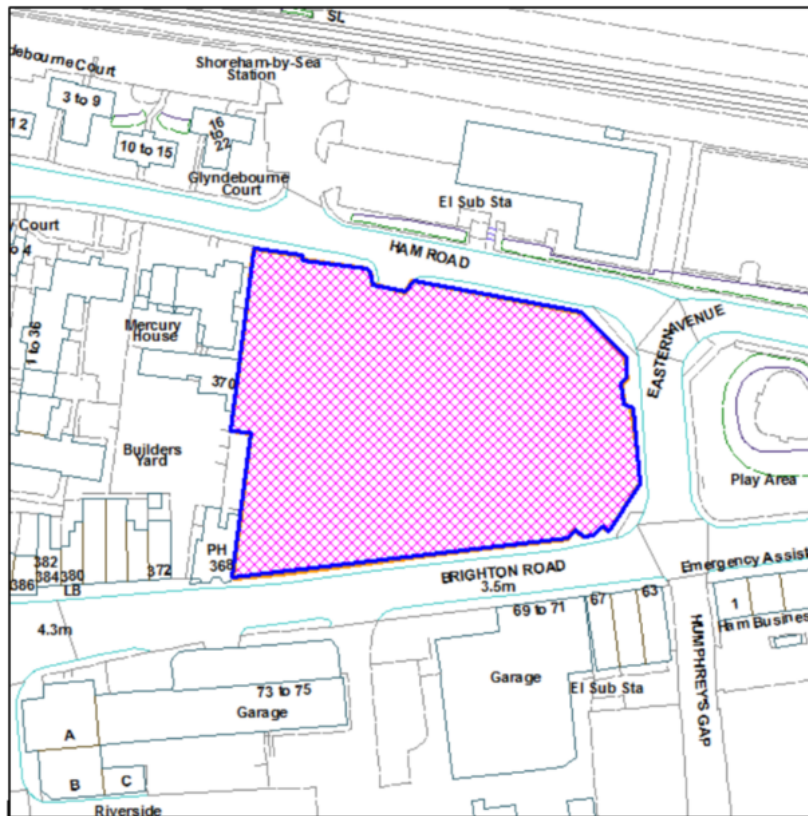 SL
debourne Court
Shoreham-by-Sea
Station
3 to 9
16
to
22
12
10 to 15
Glyndebourne
Court
El Sub Sta
HAM ROAD
y Court
o 4
EASTERN AVENUE
Mercury
House
1 to 36
370
Builders
Yard
Play Area
PH
368
382
384
380
386
372
LB
BRIGHTON ROAD
3.5m
Emergency Assist
69 to 71
67
63
1
Ham Busines
4.3m
HUMPHREY'S GAP
Garage
El Sub Sta
73 to 75
Garage
A
B
C
Riverside